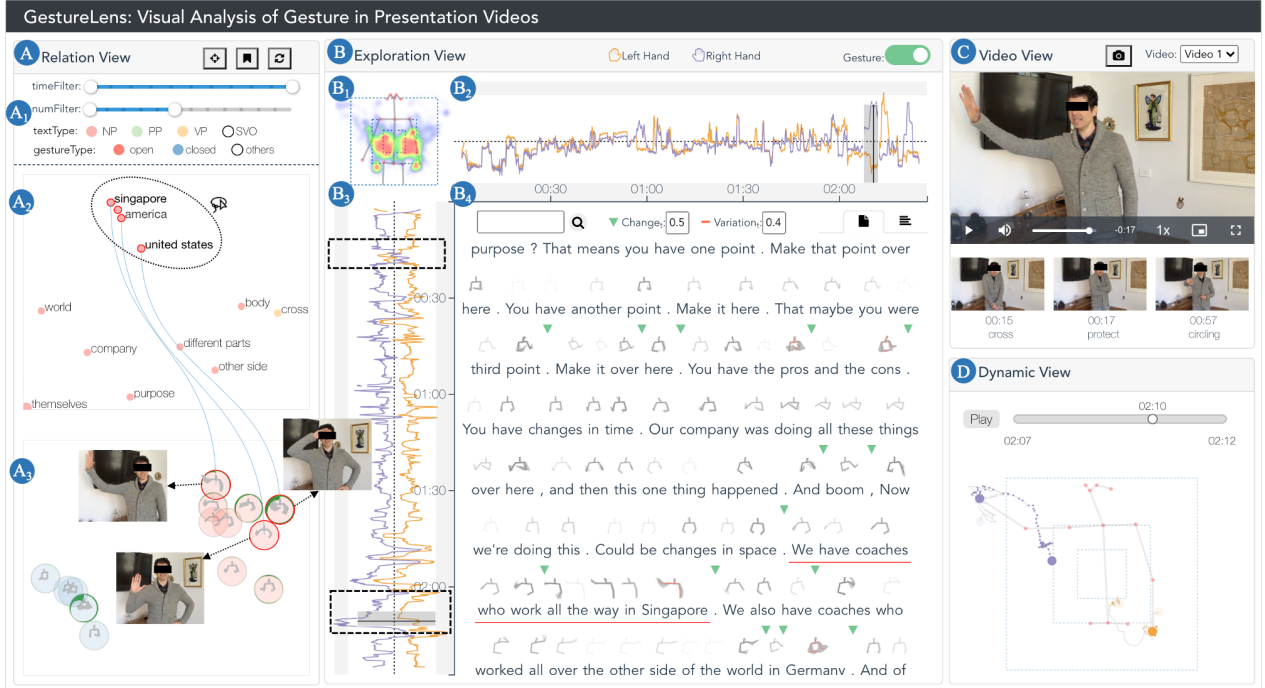 GestureLens: Visual Analysis of Gesture in Presentation Videos
A Relation View
timeFilter:
A1 numFilter:
textType: NP PP VP SVO
gestureType: open closed others
A2
singapore
america
united states
world
body
cross
company
different parts
other side
themselves
purpose
A3
B Exploration View
Left Hand Right Hand Gesture:
B1
B2
00:30 01:00 01:30 02:00
B3
00:30
01:00
01:30
02:00
B4
Change: 0.5 Variation: 0.4
purpose ? That means you have one point . Make that point over
here . You have another point . Make it here . That maybe you were
third point . Make it over here . You have the pros and the cons .
You have changes in time . Our company was doing all these things
over here , and then this one thing happened . And boom , Now
we're doing this . Could be changes in space . We have coaches
who work all the way in Singapore . We also have coaches who
worked all over the other side of the world in Germany . And of
C Video View
Video: Video 1
-0:17 1x
00:15 00:17 00:57
cross protect circling
D Dynamic View
02:10
Play
02:07 02:12